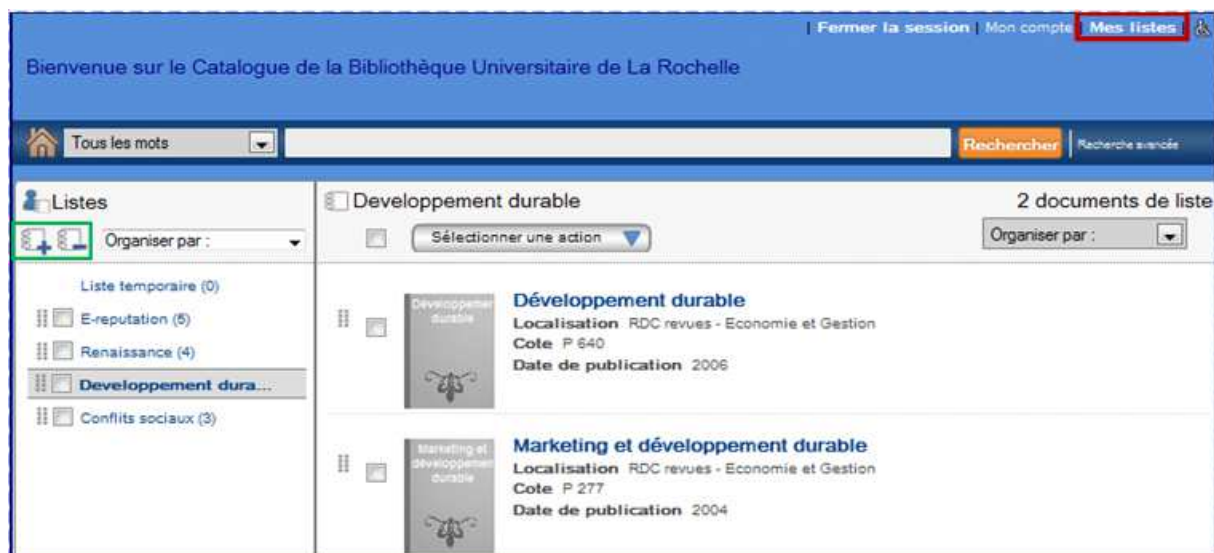 | Fermer la session | Mon compte | Mes listes |
Bienvenue sur le Catalogue de la Bibliothèque Universitaire de La Rochelle
Tous les mots
Rechercher
Recherche avancée
Listes
Organiser par :
Liste temporaire (0)
E-reputation (5)
Renaissance (4)
Developpement dura...
Conflits sociaux (3)
Developpement durable
2 documents de liste
Sélectionner une action
Organiser par :
Développement
durable
Développement durable
Localisation RDC revues - Economie et Gestion
Cote P 640
Date de publication 2006
Marketing et
développement
durable
Marketing et développement durable
Localisation RDC revues - Economie et Gestion
Cote P 277
Date de publication 2004